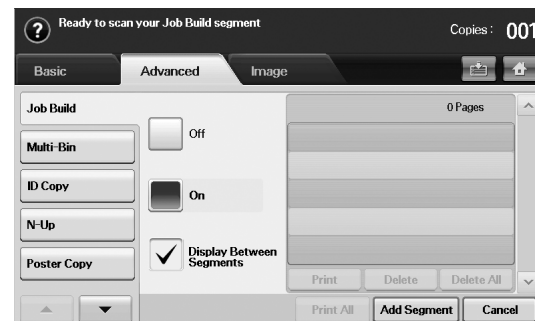 ? Ready to scan your Job Build segment
Copies: 001
Basic
Advanced
Image
Job Build
Multi-Bin
ID Copy
N-Up
Poster Copy
Off
On
Display Between
Segments
0 Pages
Print
Delete
Delete All
Print All
Add Segment
Cancel